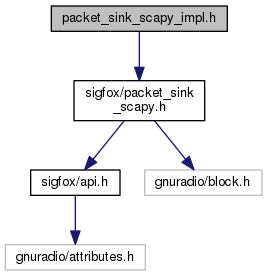 packet_sink_scapy_impl.h
sigfox/packet_sink
_scapy.h
sigfox/api.h
gnuradio/block.h
gnuradio/attributes.h